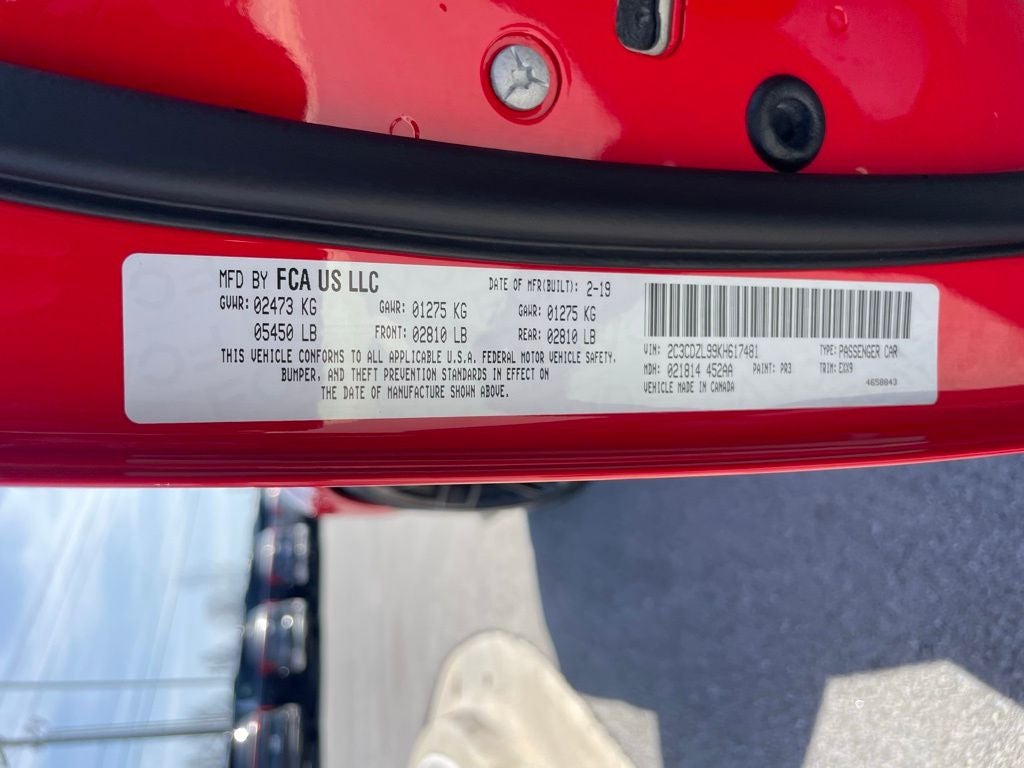 MFD BY FCA US LLC DATE OF MFR(BUILT): 2-19
GVWR: 02473 KG GAWR: 01275 KG GAWR: 01275 KG
05450 LB FRONT: 02810 LB REAR: 02810 LB
THIS VEHICLE CONFORMS TO ALL APPLICABLE U.S.A. FEDERAL MOTOR VEHICLE SAFETY.
BUMPER, AND THEFT PREVENTION STANDARDS IN EFFECT ON
THE DATE OF MANUFACTURE SHOWN ABOVE.
VIN: 2C3CDZL99KH617481 TYPE: PASSENGER CAR
MDH: 021814 452AA PAINT: PR3 TRIM: EXX9
VEHICLE MADE IN CANADA 4658843